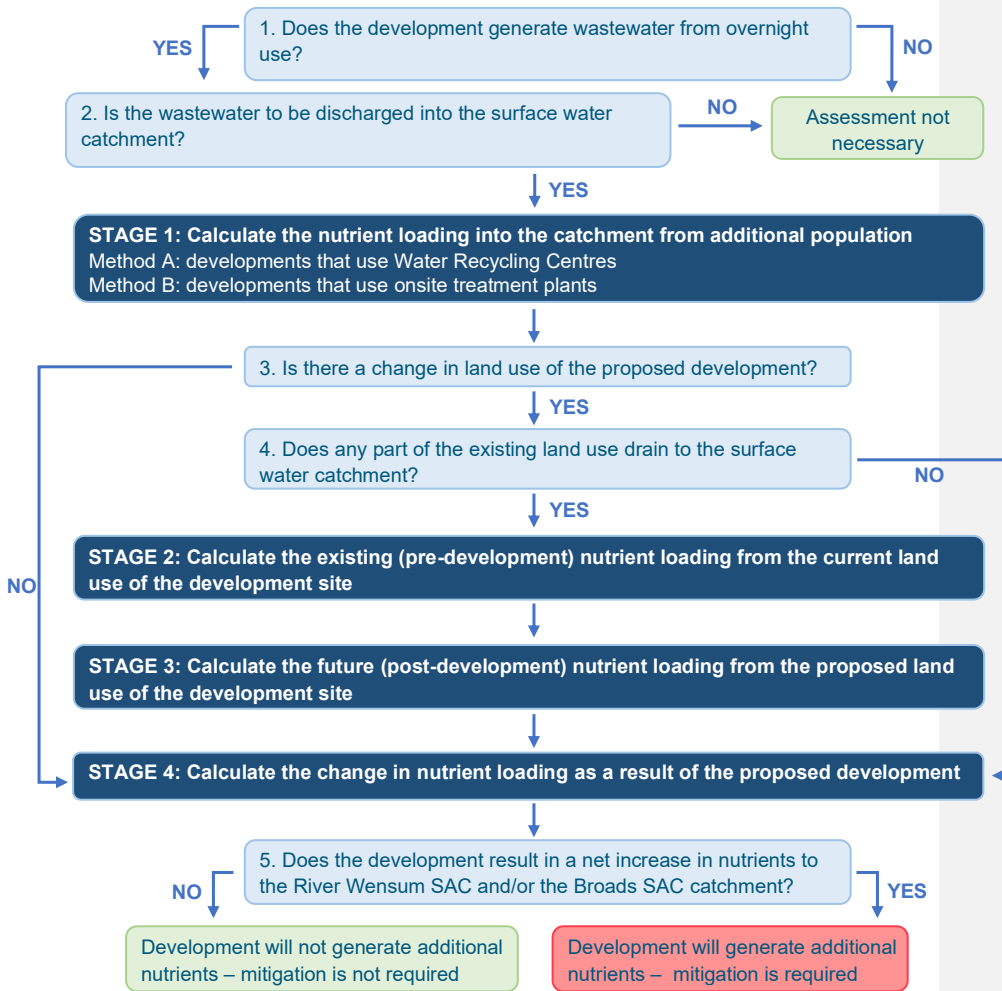 1. Does the development generate wastewater from overnight
use?
YES
NO
2. Is the wastewater to be discharged into the surface water
catchment?
NO
Assessment not
necessary
YES
STAGE 1: Calculate the nutrient loading into the catchment from additional population
Method A: developments that use Water Recycling Centres
Method B: developments that use onsite treatment plants
3. Is there a change in land use of the proposed development?
YES
4. Does any part of the existing land use drain to the surface
water catchment?
NO
YES
STAGE 2: Calculate the existing (pre-development) nutrient loading from the current land
use of the development site
NO
STAGE 3: Calculate the future (post-development) nutrient loading from the proposed land
use of the development site
STAGE 4: Calculate the change in nutrient loading as a result of the proposed development
5. Does the development result in a net increase in nutrients to
the River Wensum SAC and/or the Broads SAC catchment?
NO
YES
Development will not generate additional
nutrients – mitigation is not required
Development will generate additional
nutrients – mitigation is required